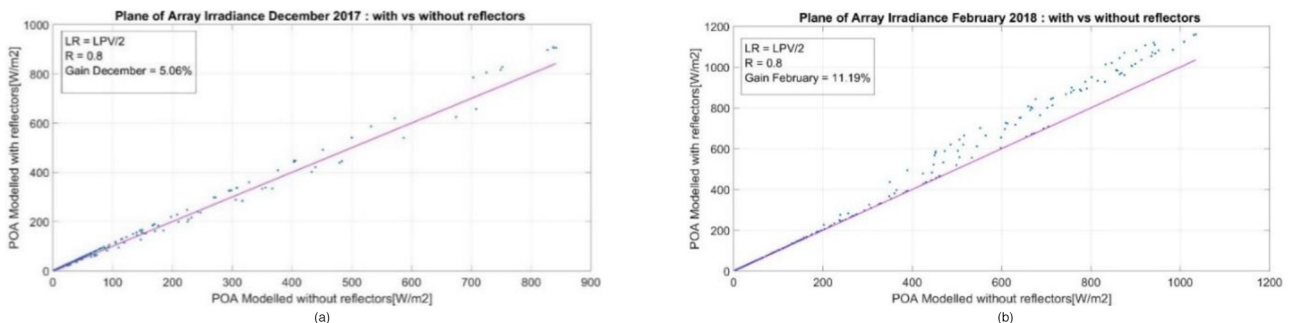 Plane of Array Irradiance December 2017 : with vs without reflectors
LR = LPV/2
R = 0.8
Gain December = 5.06%
POA Modelled with reflectors[W/m2]
1000
800
600
400
200
0
0 100 200 300 400 500 600 700 800 900
POA Modelled without reflectors[W/m2]
(a)
Plane of Array Irradiance February 2018 : with vs without reflectors
LR = LPV/2
R = 0.8
Gain February = 11.19%
POA Modelled with reflectors[W/m2]
1200
1000
800
600
400
200
0
0 200 400 600 800 1000 1200
POA Modelled without reflectors[W/m2]
(b)